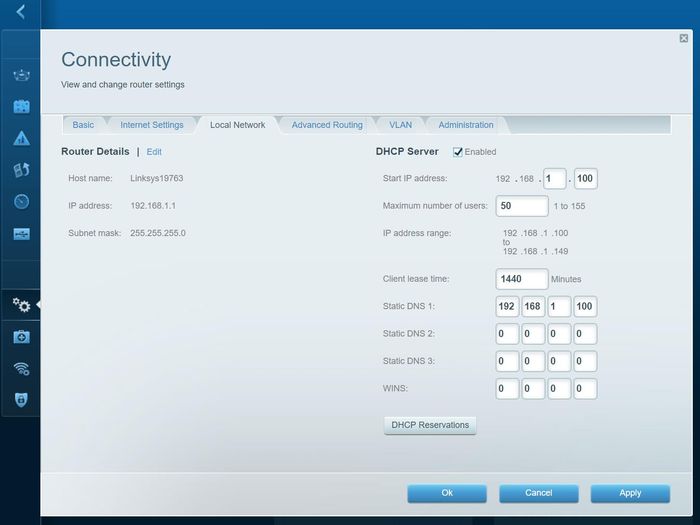 Connectivity
View and change router settings
Basic Internet Settings Local Network Advanced Routing VLAN Administration
Router Details | Edit
Host name: Linksys19763
IP address: 192.168.1.1
Subnet mask: 255.255.255.0
DHCP Server Enabled
Start IP address: 192 .168 . 1 . 100
Maximum number of users: 50 1 to 155
IP address range: 192 .168 .1 .100
to
192 .168 .1 .149
Client lease time: 1440 Minutes
Static DNS 1: 192 168 1 100
Static DNS 2: 0 0 0 0
Static DNS 3: 0 0 0 0
WINS: 0 0 0 0
DHCP Reservations
Ok Cancel Apply